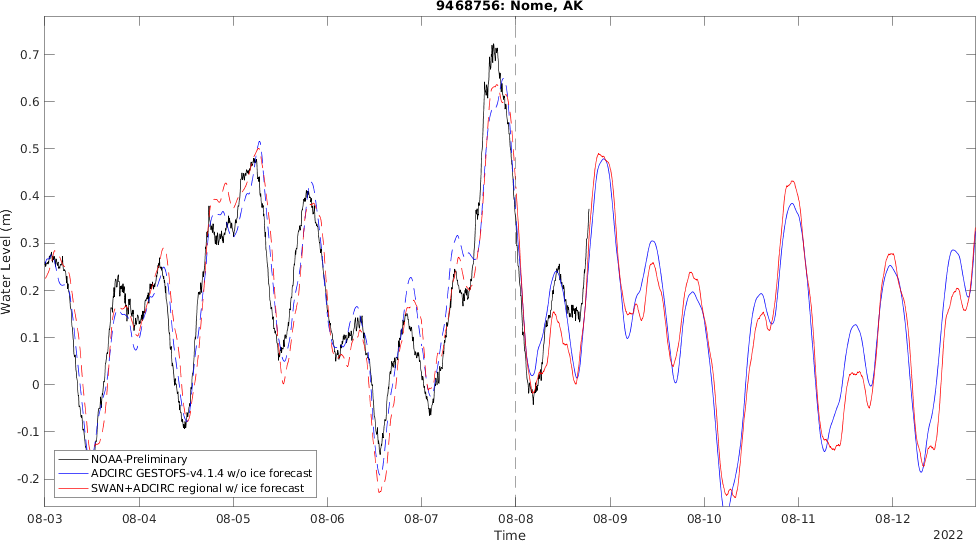 9468756: Nome, AK
0.7
0.6
0.5
0.4
0.3
0.2
0.1
0
-0.1
-0.2
Water Level (m)
NOAA-Preliminary
ADCIRC GESTOFS-v4.1.4 w/o ice forecast
SWAN+ADCIRC regional w/ ice forecast
08-03 08-04 08-05 08-06 08-07 08-08 08-09 08-10 08-11 08-12
Time
2022